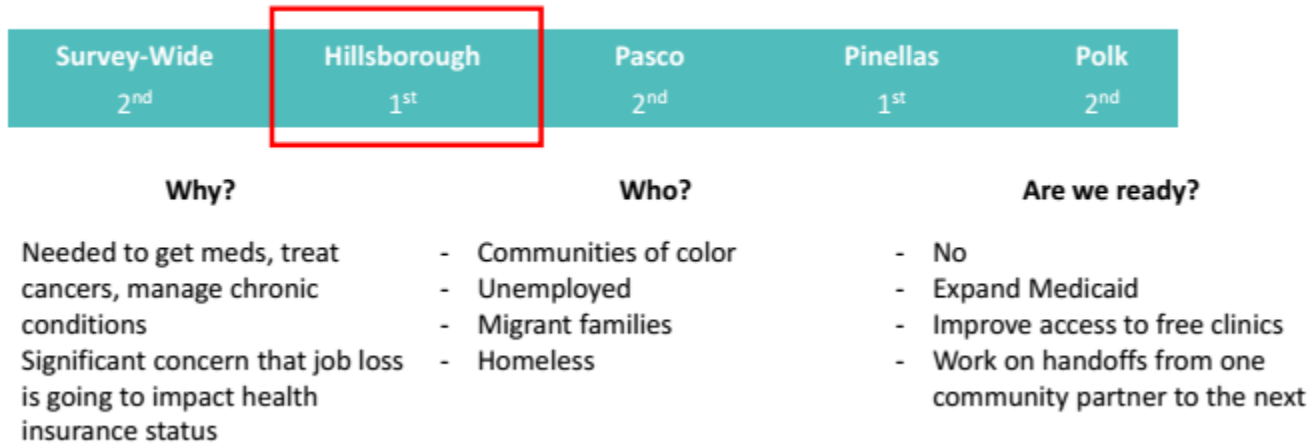 Survey-Wide Hillsborough Pasco Pinellas Polk
2nd 1st 2nd 1st 2nd
Why? Who? Are we ready?
Needed to get meds, treat
cancers, manage chronic
conditions
Significant concern that job loss
is going to impact health
insurance status
- Communities of color
- Unemployed
- Migrant families
- Homeless
- No
- Expand Medicaid
- Improve access to free clinics
- Work on handoffs from one
community partner to the next